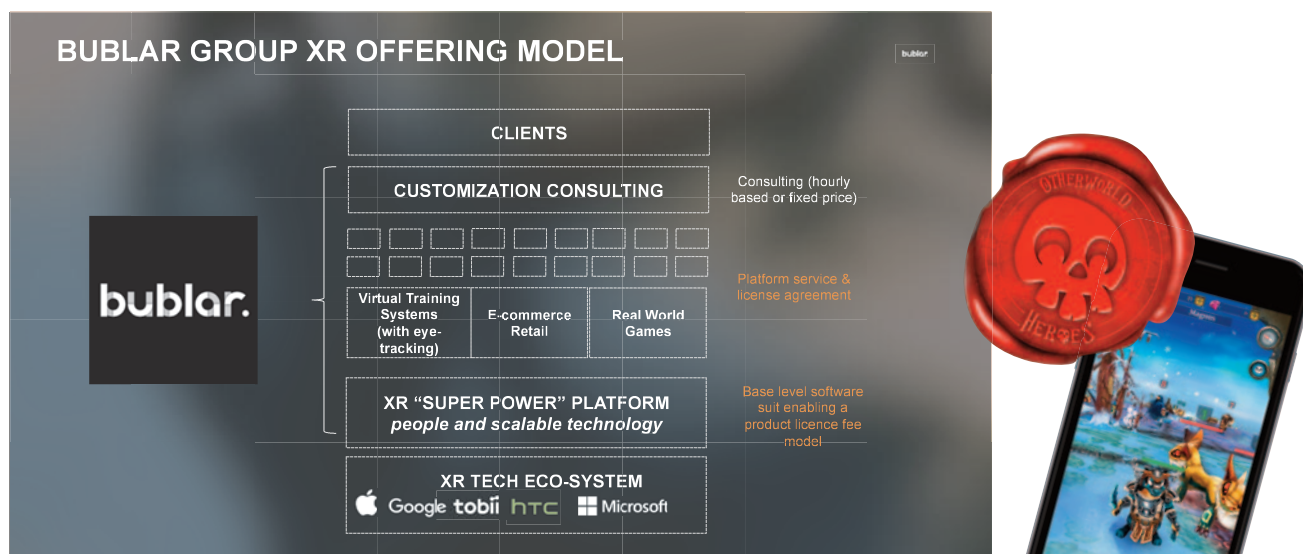 BUBLAR GROUP XR OFFERING MODEL
bublar
CLIENTS
CUSTOMIZATION CONSULTING
Consulting (hourly
based or fixed price)
bublar.
Platform service &
license agreement
Virtual Training
Systems
(with eye-
tracking)
E-commerce
Retail
Real World
Games
XR “SUPER POWER” PLATFORM
people and scalable technology
Base level software
suit enabling a
product licence fee
model
XR TECH ECO-SYSTEM
Google tobii hTC Microsoft
OTHERWORLD
HEROES
Magnus